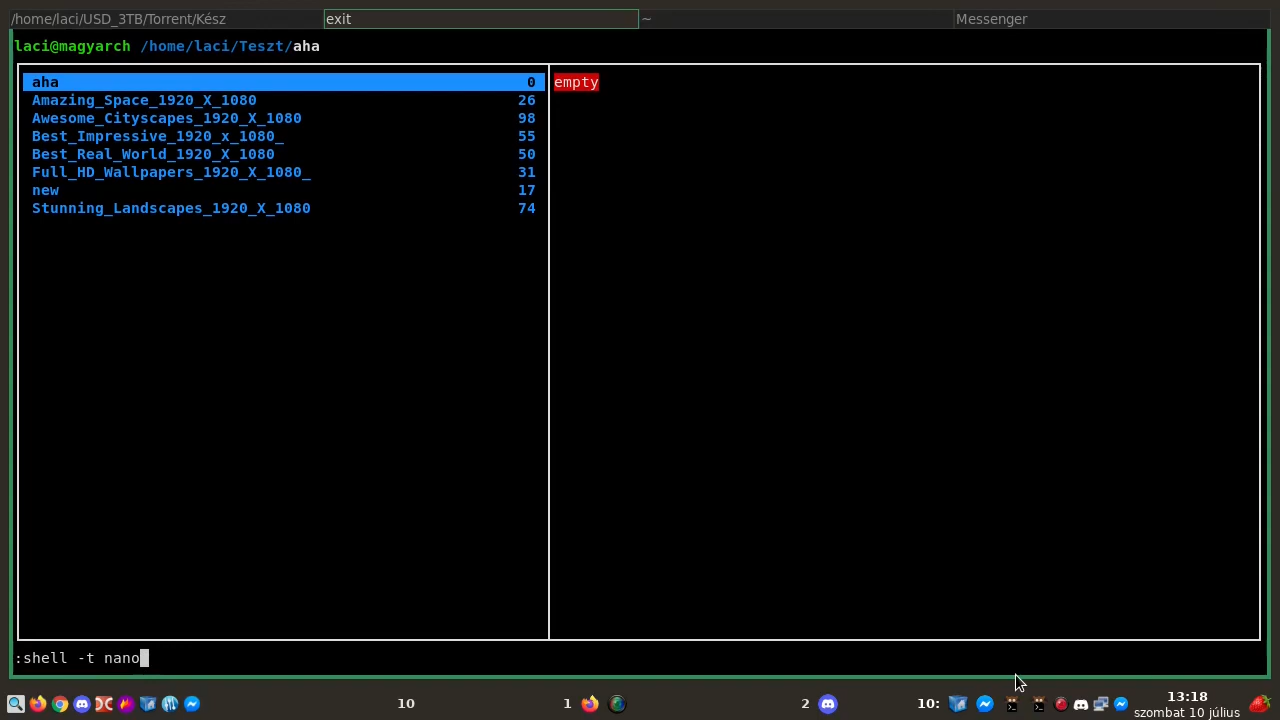 /home/laci/USD_3TB/Torrent/Kész exit ~ Messenger
laci@magyarch /home/laci/Teszt/aha
aha 0 empty
Amazing_Space_1920_X_1080 26
Awesome_Cityscapes_1920_X_1080 98
Best_Impressive_1920_x_1080_ 55
Best_Real_World_1920_X_1080 50
Full_HD_Wallpapers_1920_X_1080_ 31
new 17
Stunning_Landscapes_1920_X_1080 74
:shell -t nano
10 1 2 10: 13:18
szombat 10 július